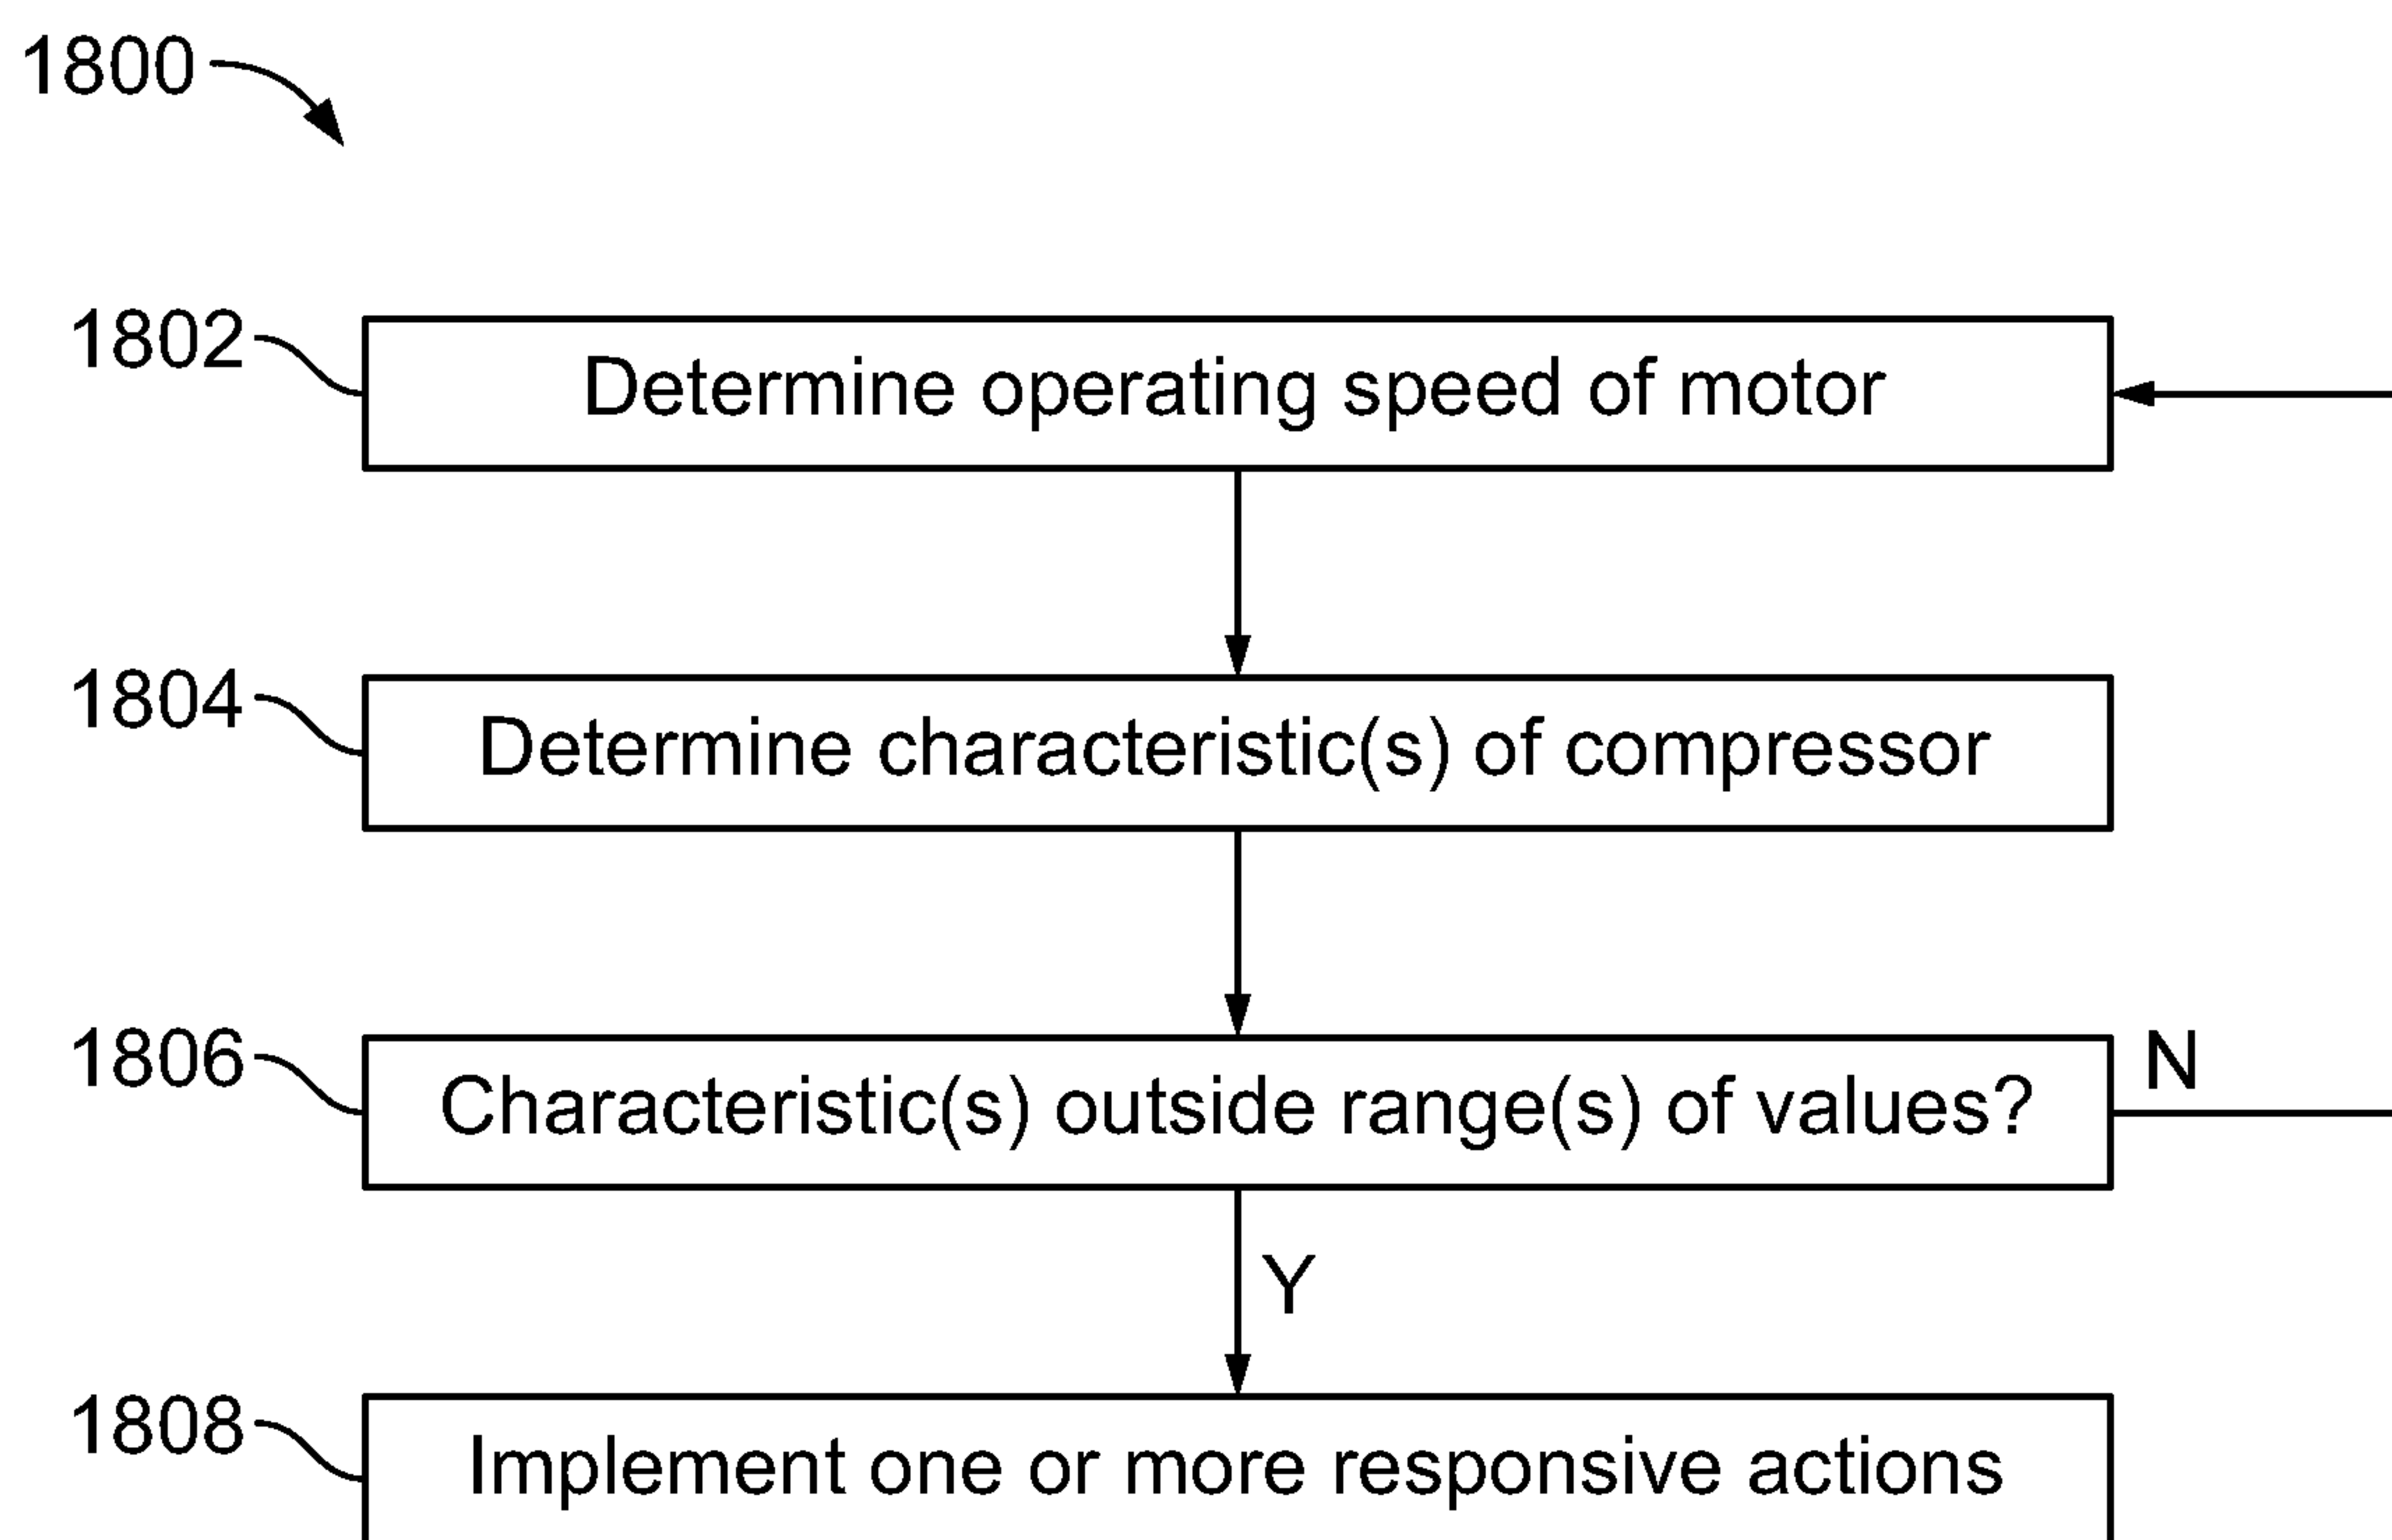 1800
1802
Determine operating speed of motor
1804
Determine characteristic(s) of compressor
1806
Characteristic(s) outside range(s) of values?
N
Y
1808
Implement one or more responsive actions